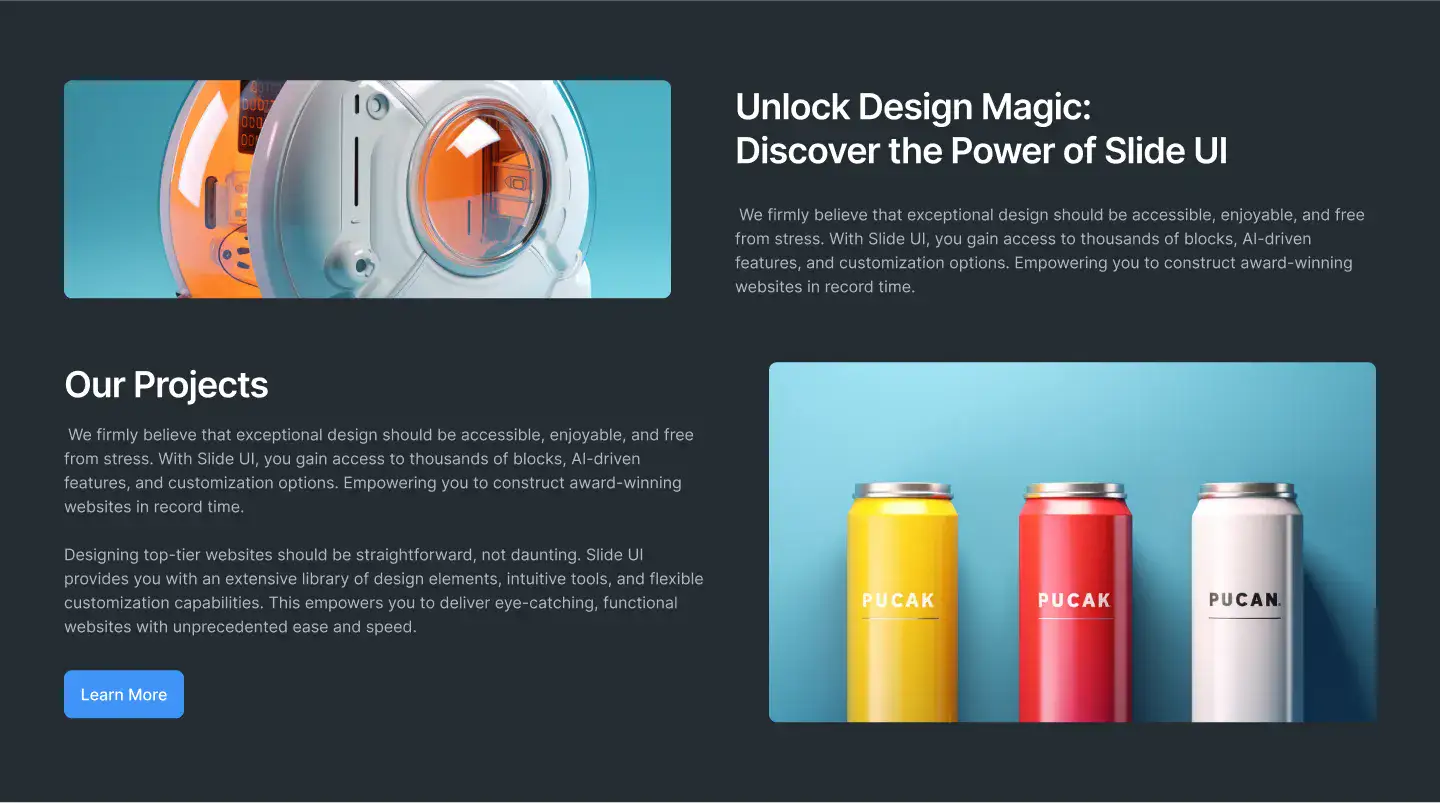 Unlock Design Magic:
Discover the Power of Slide UI
We firmly believe that exceptional design should be accessible, enjoyable, and free
from stress. With Slide UI, you gain access to thousands of blocks, AI-driven
features, and customization options. Empowering you to construct award-winning
websites in record time.
Our Projects
We firmly believe that exceptional design should be accessible, enjoyable, and free
from stress. With Slide UI, you gain access to thousands of blocks, AI-driven
features, and customization options. Empowering you to construct award-winning
websites in record time.
Designing top-tier websites should be straightforward, not daunting. Slide UI
provides you with an extensive library of design elements, intuitive tools, and flexible
customization capabilities. This empowers you to deliver eye-catching, functional
websites with unprecedented ease and speed.
Learn More
PUCAK
PUCAK
PUCAN.